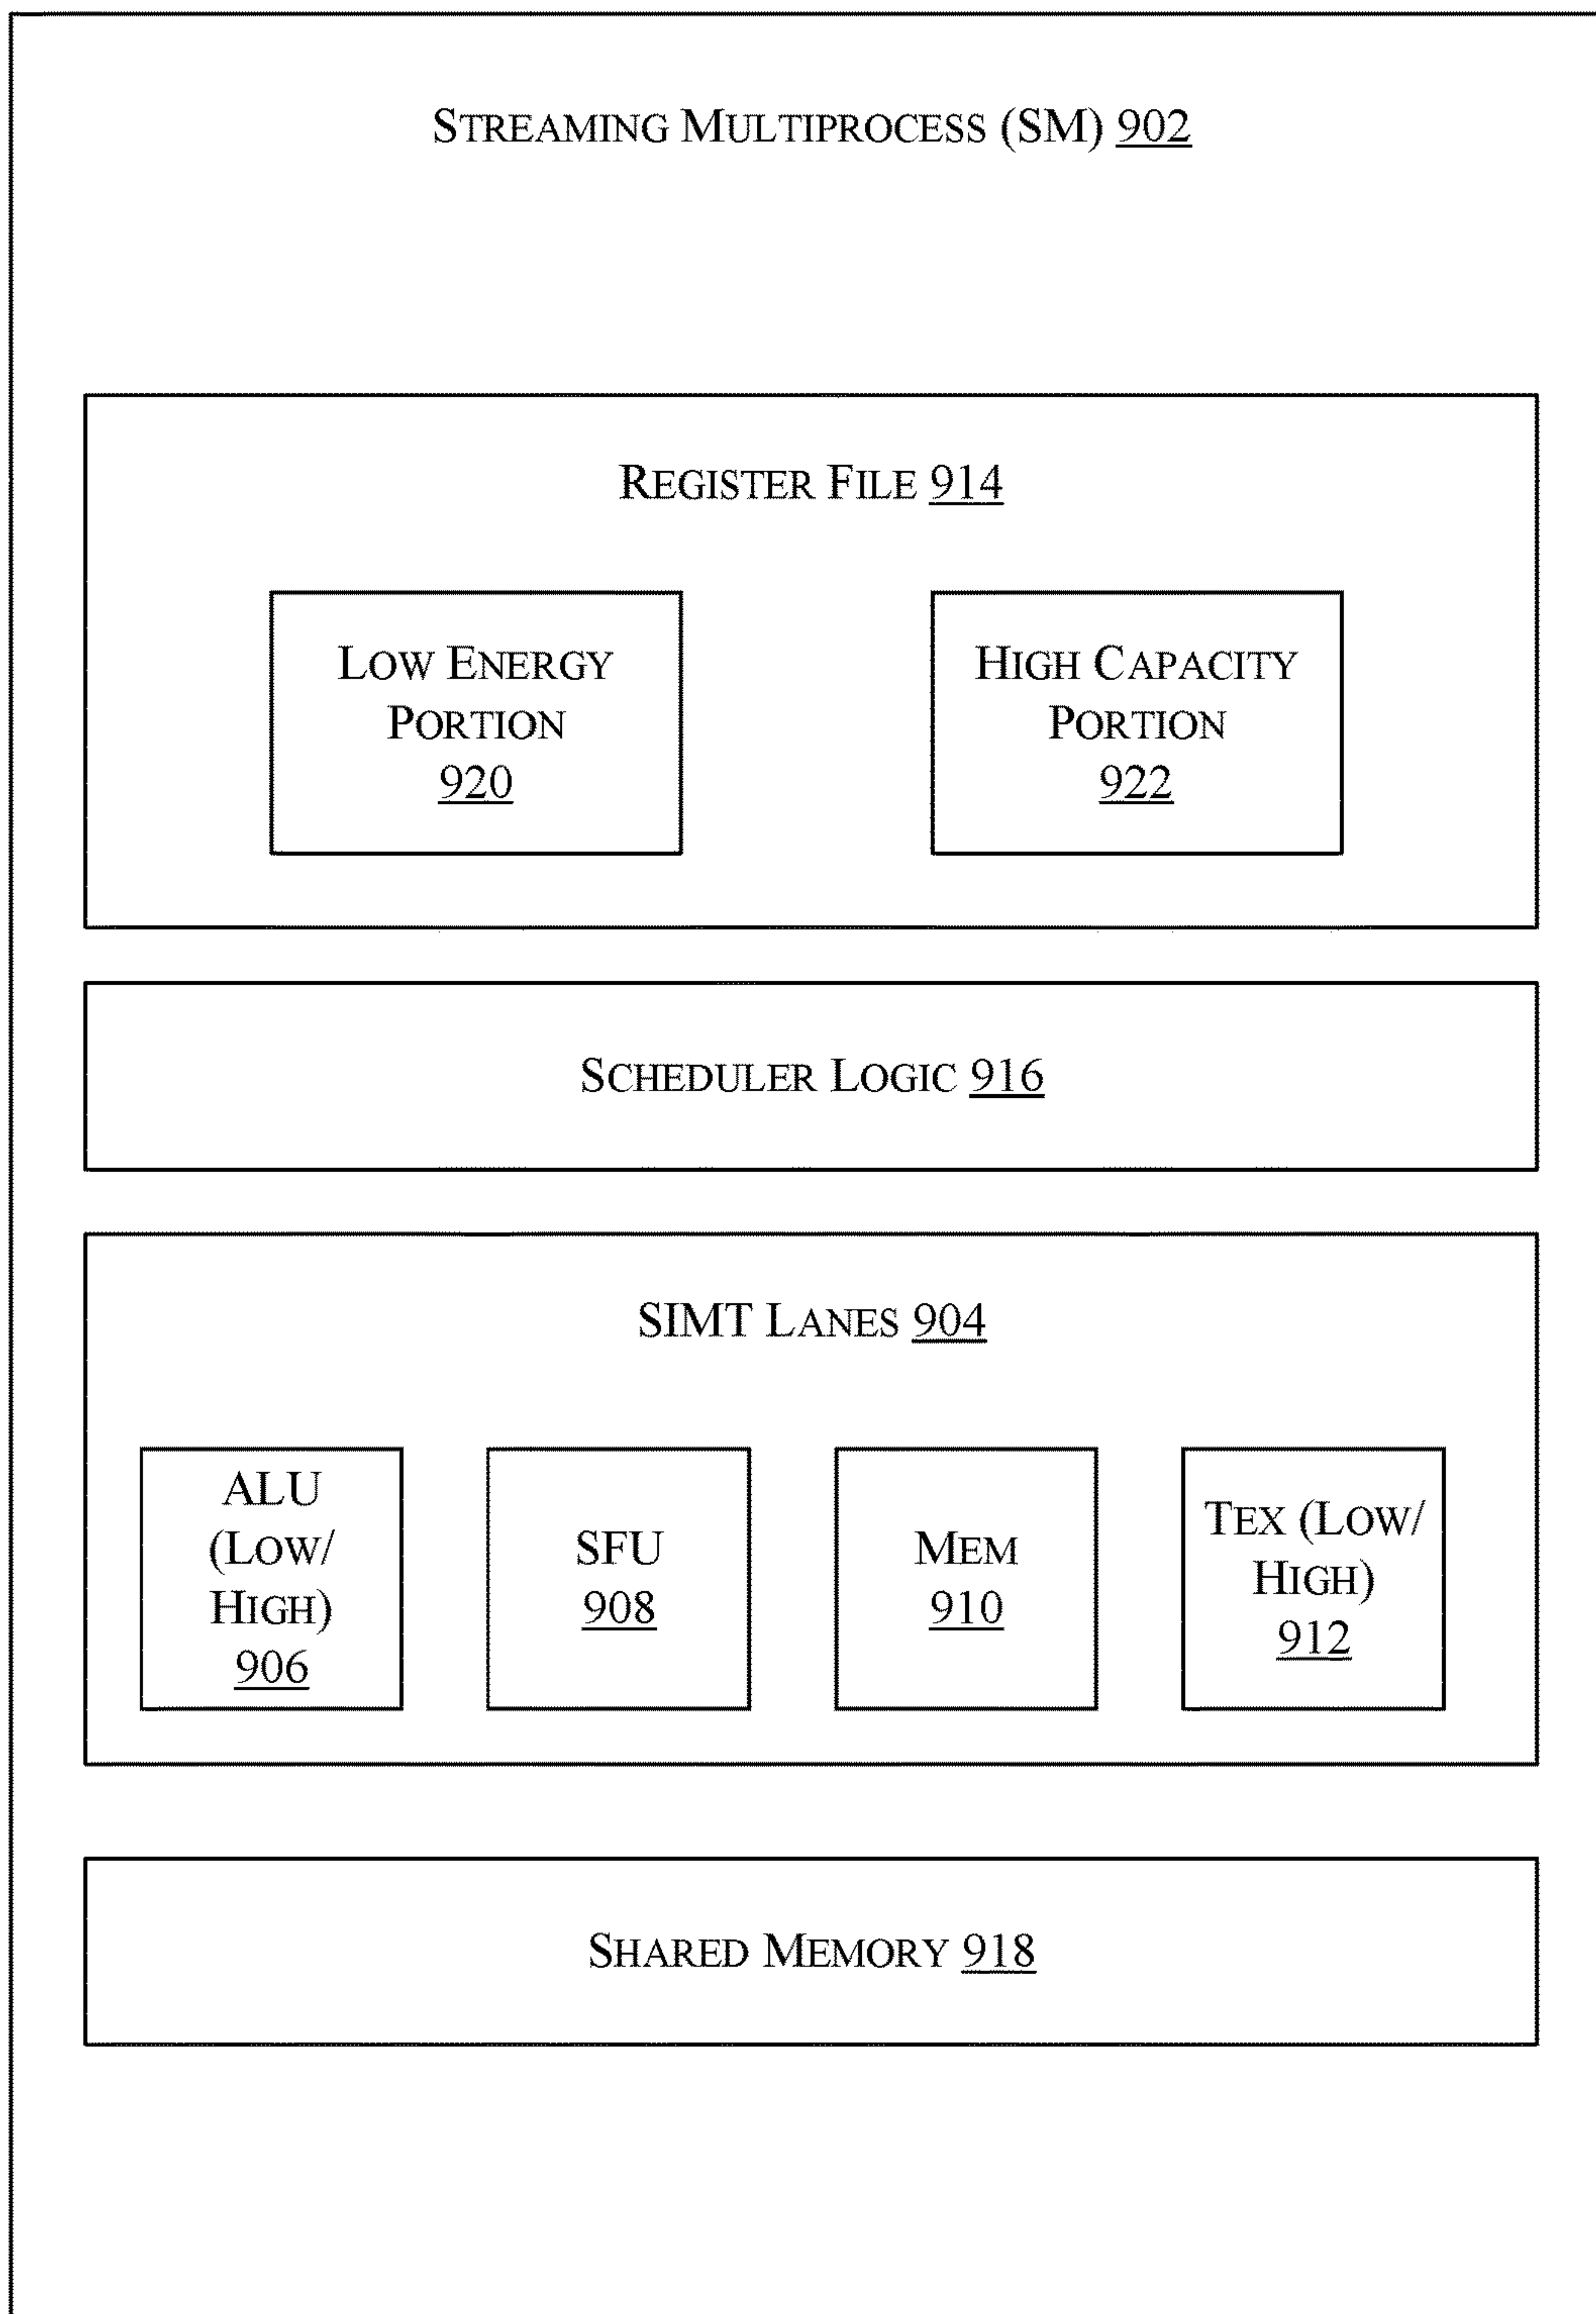 STREAMING MULTIPROCESS (SM) 902
REGISTER FILE 914
LOW ENERGY
PORTION
920
HIGH CAPACITY
PORTION
922
SCHEDULER LOGIC 916
SIMT LANES 904
ALU
(LOW/
HIGH)
906
SFU
908
MEM
910
TEX (LOW/
HIGH)
912
SHARED MEMORY 918